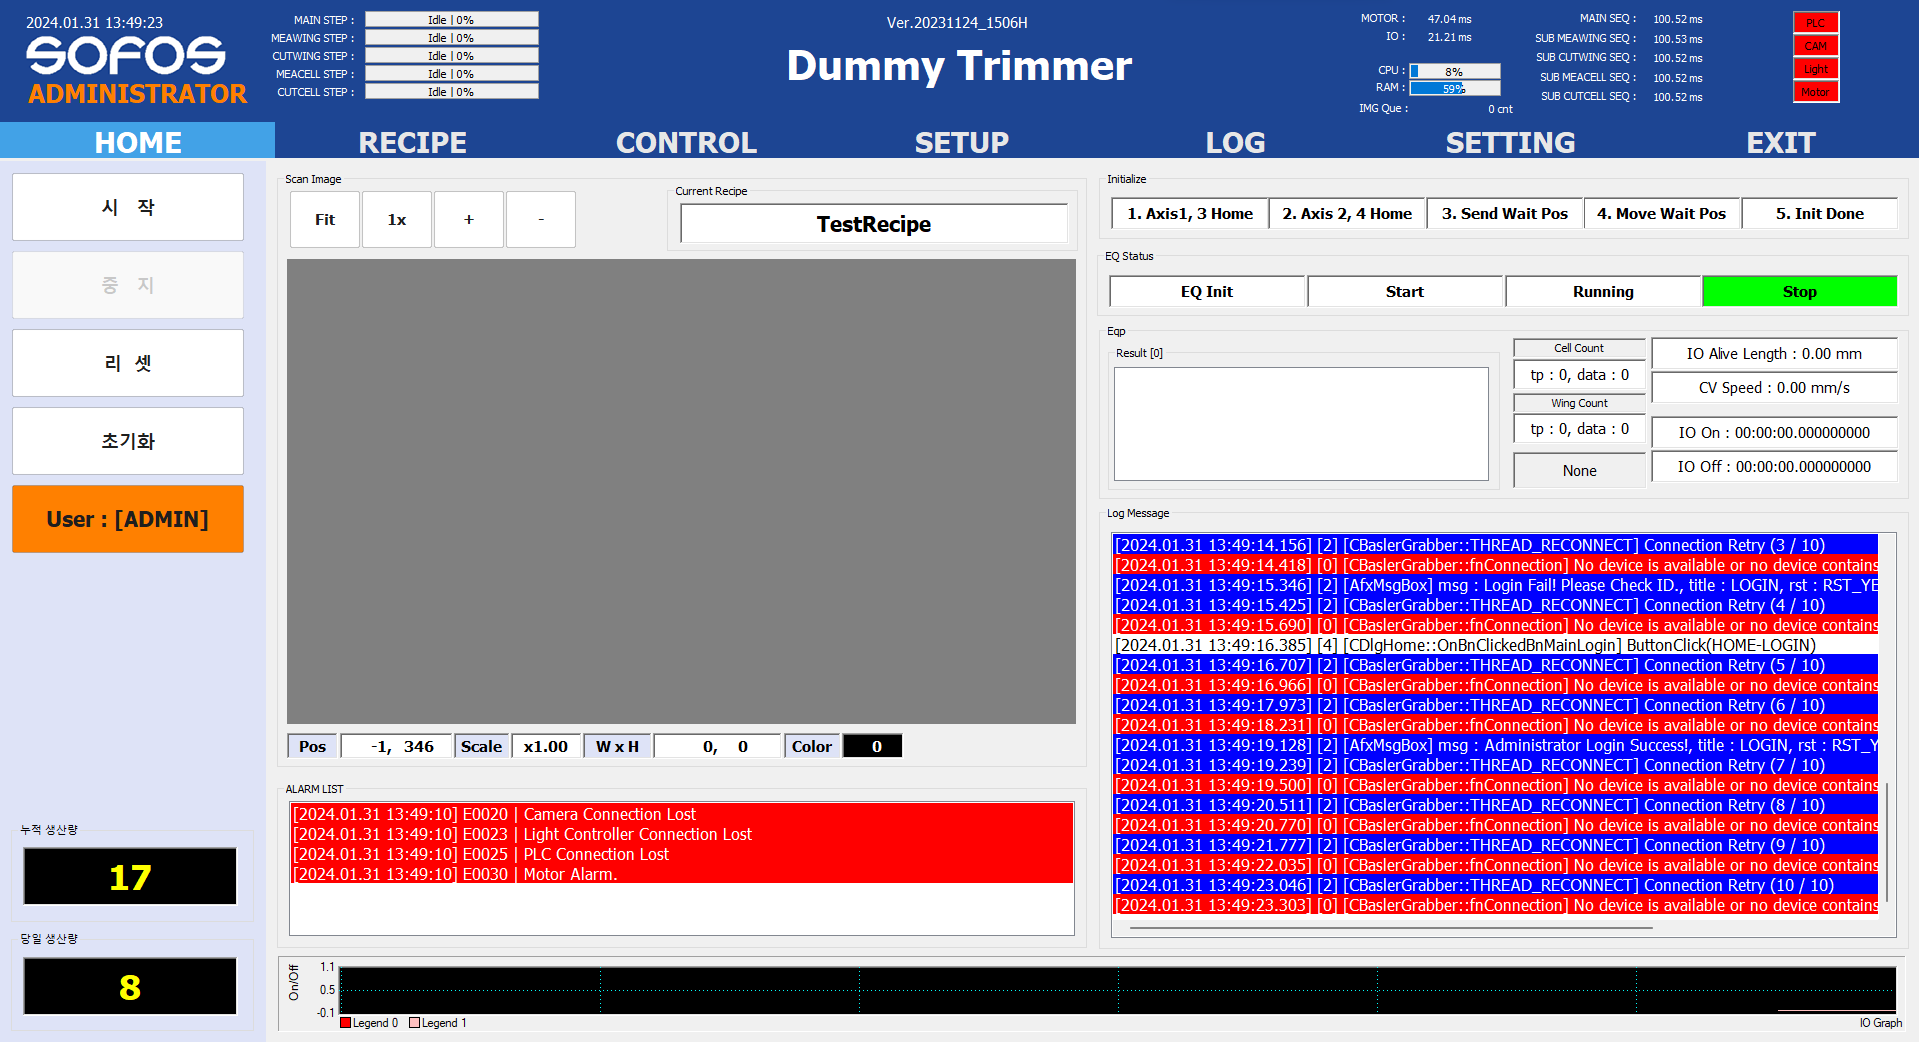 2024.01.31 13:49:23
SOFOS
ADMINISTRATOR
MAIN STEP : Idle | 0%
MEAWING STEP : Idle | 0%
CUTWING STEP : Idle | 0%
MEACELL STEP : Idle | 0%
CUTCELL STEP : Idle | 0%
Ver.20231124_1506H
Dummy Trimmer
MOTOR : 47.04 ms
IO : 21.21 ms
CPU : 8%
RAM : 59%
IMG Que : 0 cnt
MAIN SEQ : 100.52 ms
SUB MEAWING SEQ : 100.53 ms
SUB CUTWING SEQ : 100.52 ms
SUB MEACELL SEQ : 100.52 ms
SUB CUTCELL SEQ : 100.52 ms
PLC
CAM
Light
Motor
HOME RECIPE CONTROL SETUP LOG SETTING EXIT
시 작
중 지
리 셋
초기화
User : [ADMIN]
누적 생산량
17
당일 생산량
8
Scan Image
Fit 1x + -
Current Recipe
TestRecipe
Pos -1, 346 Scale x1.00 W x H 0, 0 Color 0
ALARM LIST
[2024.01.31 13:49:10] E0020 | Camera Connection Lost
[2024.01.31 13:49:10] E0023 | Light Controller Connection Lost
[2024.01.31 13:49:10] E0025 | PLC Connection Lost
[2024.01.31 13:49:10] E0030 | Motor Alarm.
Initialize
1. Axis1, 3 Home 2. Axis 2, 4 Home 3. Send Wait Pos 4. Move Wait Pos 5. Init Done
EQ Status
EQ Init Start Running Stop
Eqp
Result [0]
Cell Count
tp : 0, data : 0
Wing Count
tp : 0, data : 0
None
IO Alive Length : 0.00 mm
CV Speed : 0.00 mm/s
IO On : 00:00:00.000000000
IO Off : 00:00:00.000000000
Log Message
[2024.01.31 13:49:14.156] [2] [CBaslerGrabber::THREAD_RECONNECT] Connection Retry (3 / 10)
[2024.01.31 13:49:14.418] [0] [CBaslerGrabber::fnConnection] No device is available or no device contains
[2024.01.31 13:49:15.346] [2] [AfxMsgBox] msg : Login Fail! Please Check ID., title : LOGIN, rst : RST_YE
[2024.01.31 13:49:15.425] [2] [CBaslerGrabber::THREAD_RECONNECT] Connection Retry (4 / 10)
[2024.01.31 13:49:15.690] [0] [CBaslerGrabber::fnConnection] No device is available or no device contains
[2024.01.31 13:49:16.385] [4] [CDlgHome::OnBnClickedBnMainLogin] ButtonClick(HOME-LOGIN)
[2024.01.31 13:49:16.707] [2] [CBaslerGrabber::THREAD_RECONNECT] Connection Retry (5 / 10)
[2024.01.31 13:49:16.966] [0] [CBaslerGrabber::fnConnection] No device is available or no device contains
[2024.01.31 13:49:17.973] [2] [CBaslerGrabber::THREAD_RECONNECT] Connection Retry (6 / 10)
[2024.01.31 13:49:18.231] [0] [CBaslerGrabber::fnConnection] No device is available or no device contains
[2024.01.31 13:49:19.128] [2] [AfxMsgBox] msg : Administrator Login Success!, title : LOGIN, rst : RST_Y
[2024.01.31 13:49:19.239] [2] [CBaslerGrabber::THREAD_RECONNECT] Connection Retry (7 / 10)
[2024.01.31 13:49:19.500] [0] [CBaslerGrabber::fnConnection] No device is available or no device contains
[2024.01.31 13:49:20.511] [2] [CBaslerGrabber::THREAD_RECONNECT] Connection Retry (8 / 10)
[2024.01.31 13:49:20.770] [0] [CBaslerGrabber::fnConnection] No device is available or no device contains
[2024.01.31 13:49:21.777] [2] [CBaslerGrabber::THREAD_RECONNECT] Connection Retry (9 / 10)
[2024.01.31 13:49:22.035] [0] [CBaslerGrabber::fnConnection] No device is available or no device contains
[2024.01.31 13:49:23.046] [2] [CBaslerGrabber::THREAD_RECONNECT] Connection Retry (10 / 10)
[2024.01.31 13:49:23.303] [0] [CBaslerGrabber::fnConnection] No device is available or no device contains
On/Off
1.1
0.5
-0.1
Legend 0 Legend 1
IO Graph